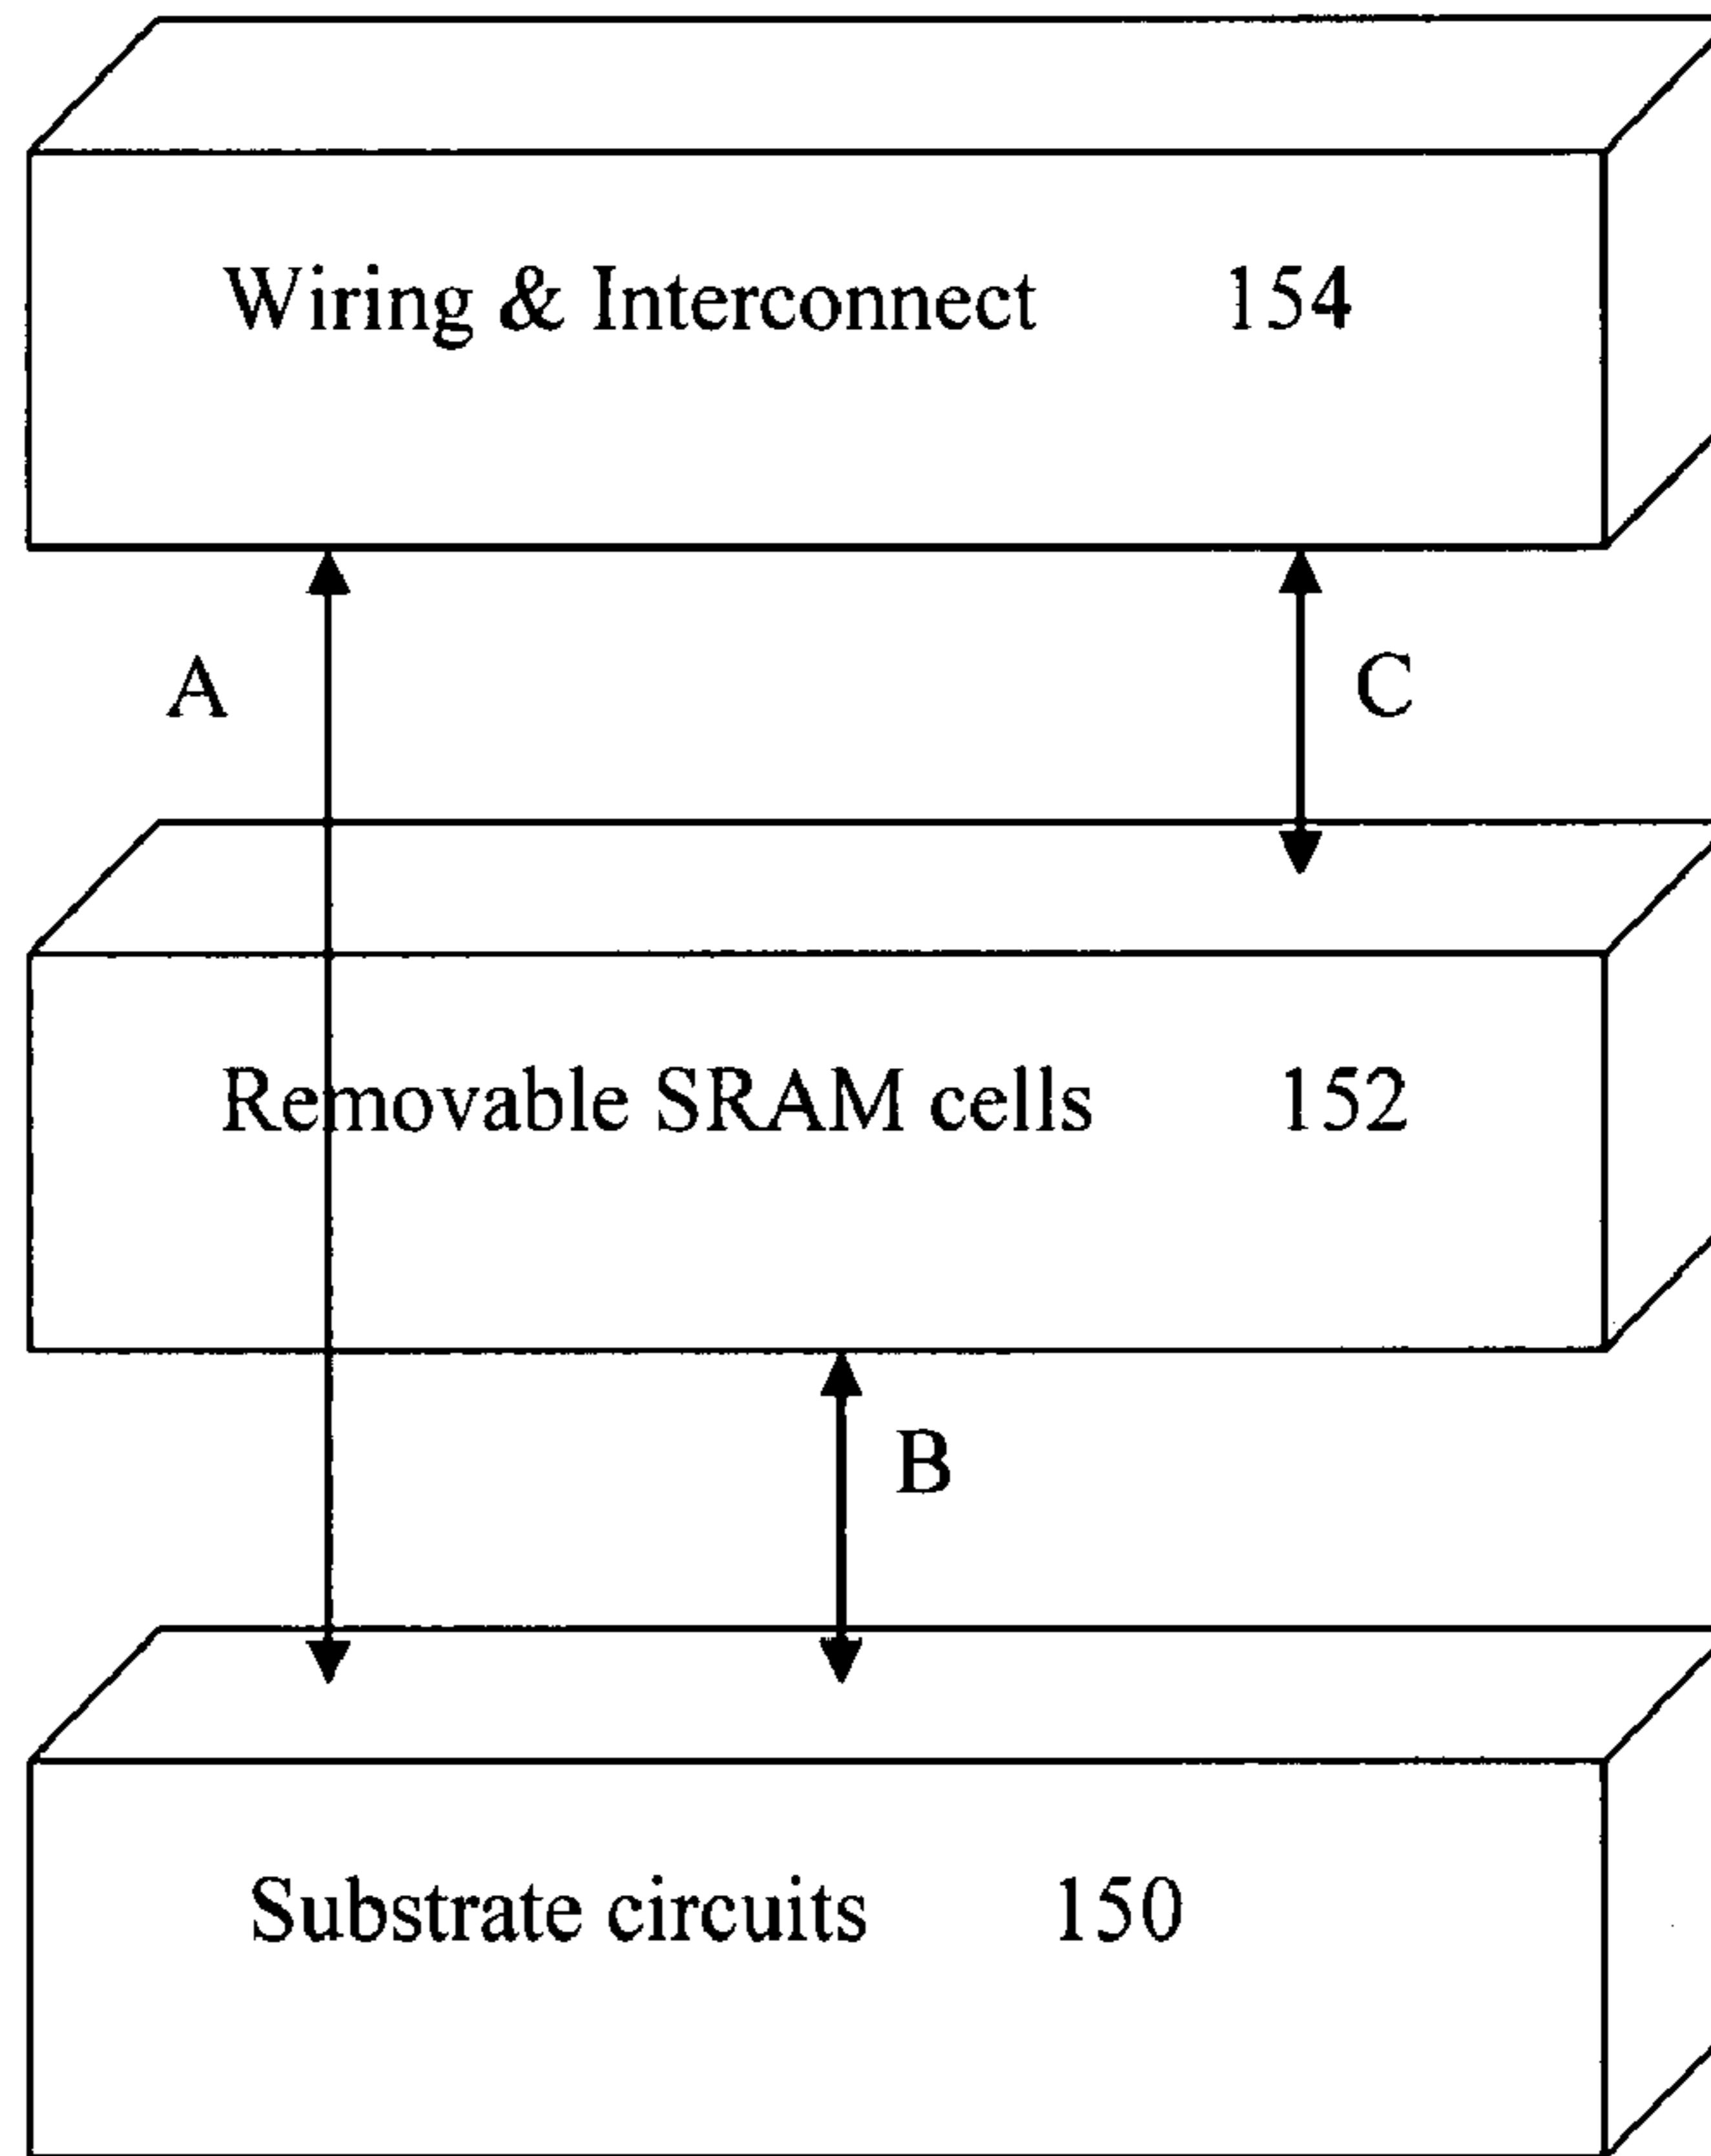 Wiring & Interconnect 154
A
C
Removable SRAM cells 152
B
Substrate circuits 150